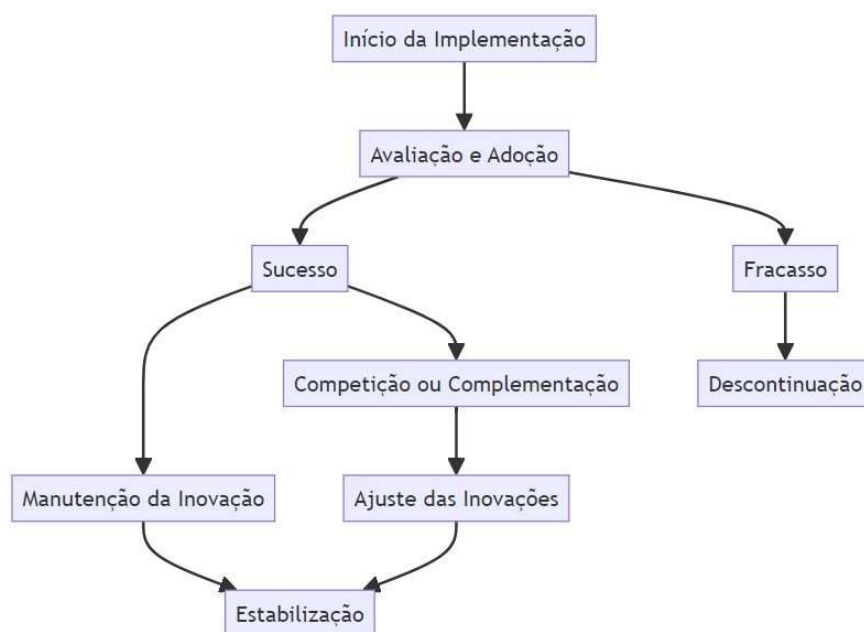 Início da Implementação
Avaliação e Adoção
Sucesso
Fracasso
Competição ou Complementação
Descontinuação
Manutenção da Inovação
Ajuste das Inovações
Estabilização